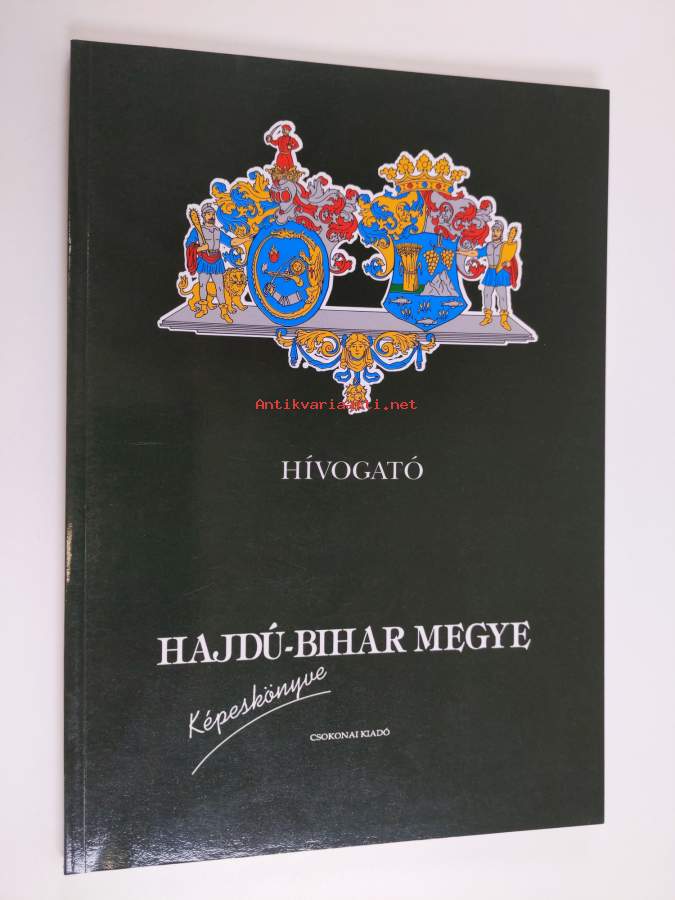 Antikvariaatti.net
HÍVOGATÓ
HAJDÚ-BIHAR MEGYE
Képeskönyve
CSOKONAI KIADÓ